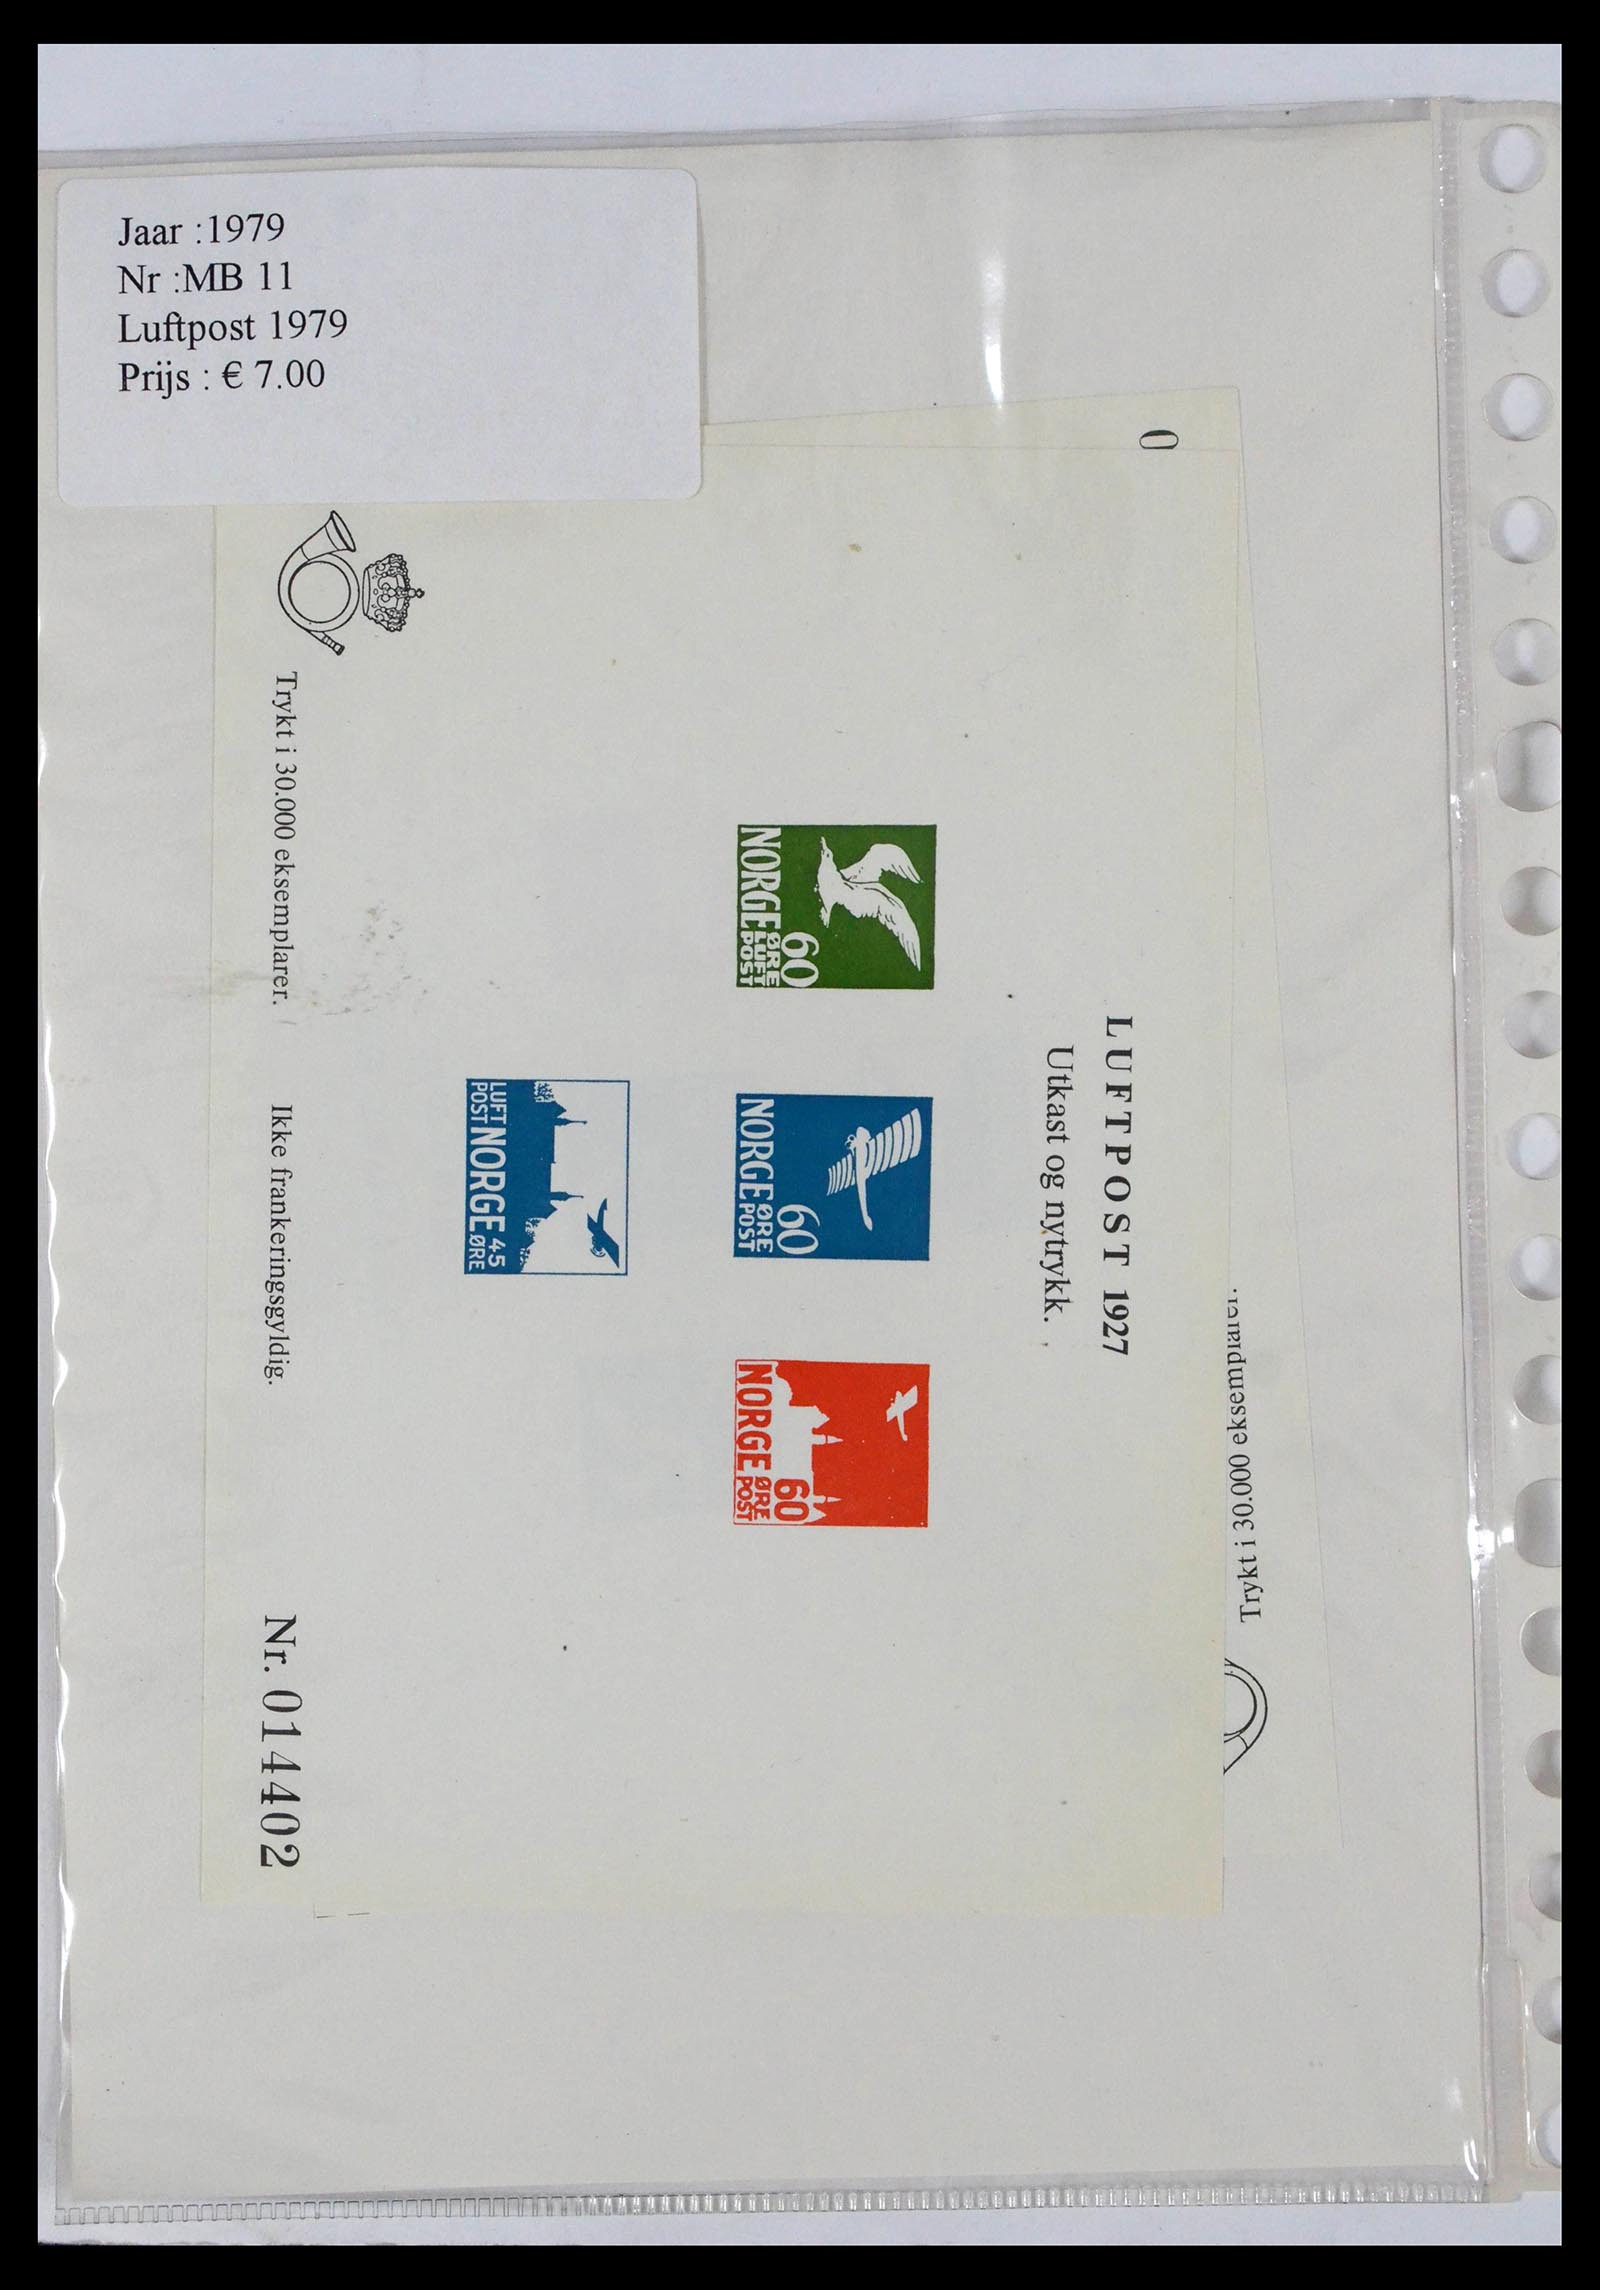 Jaar :1979
Nr :MB 11
Luftpost 1979
Prijs : € 7.00
0
LUFTPOST 1927
Utkast og nytrykk.
NORGE 60 ØRE LUFT POST
NORGE 60 ØRE POST
NORGE 60 ØRE POST
LUFT POST NORGE 45 ØRE
Trykt i 30.000 eksemplarer. Ikke frankeringsgyldig. Nr. 014402
Trykt i 30.000 eksemplarer.